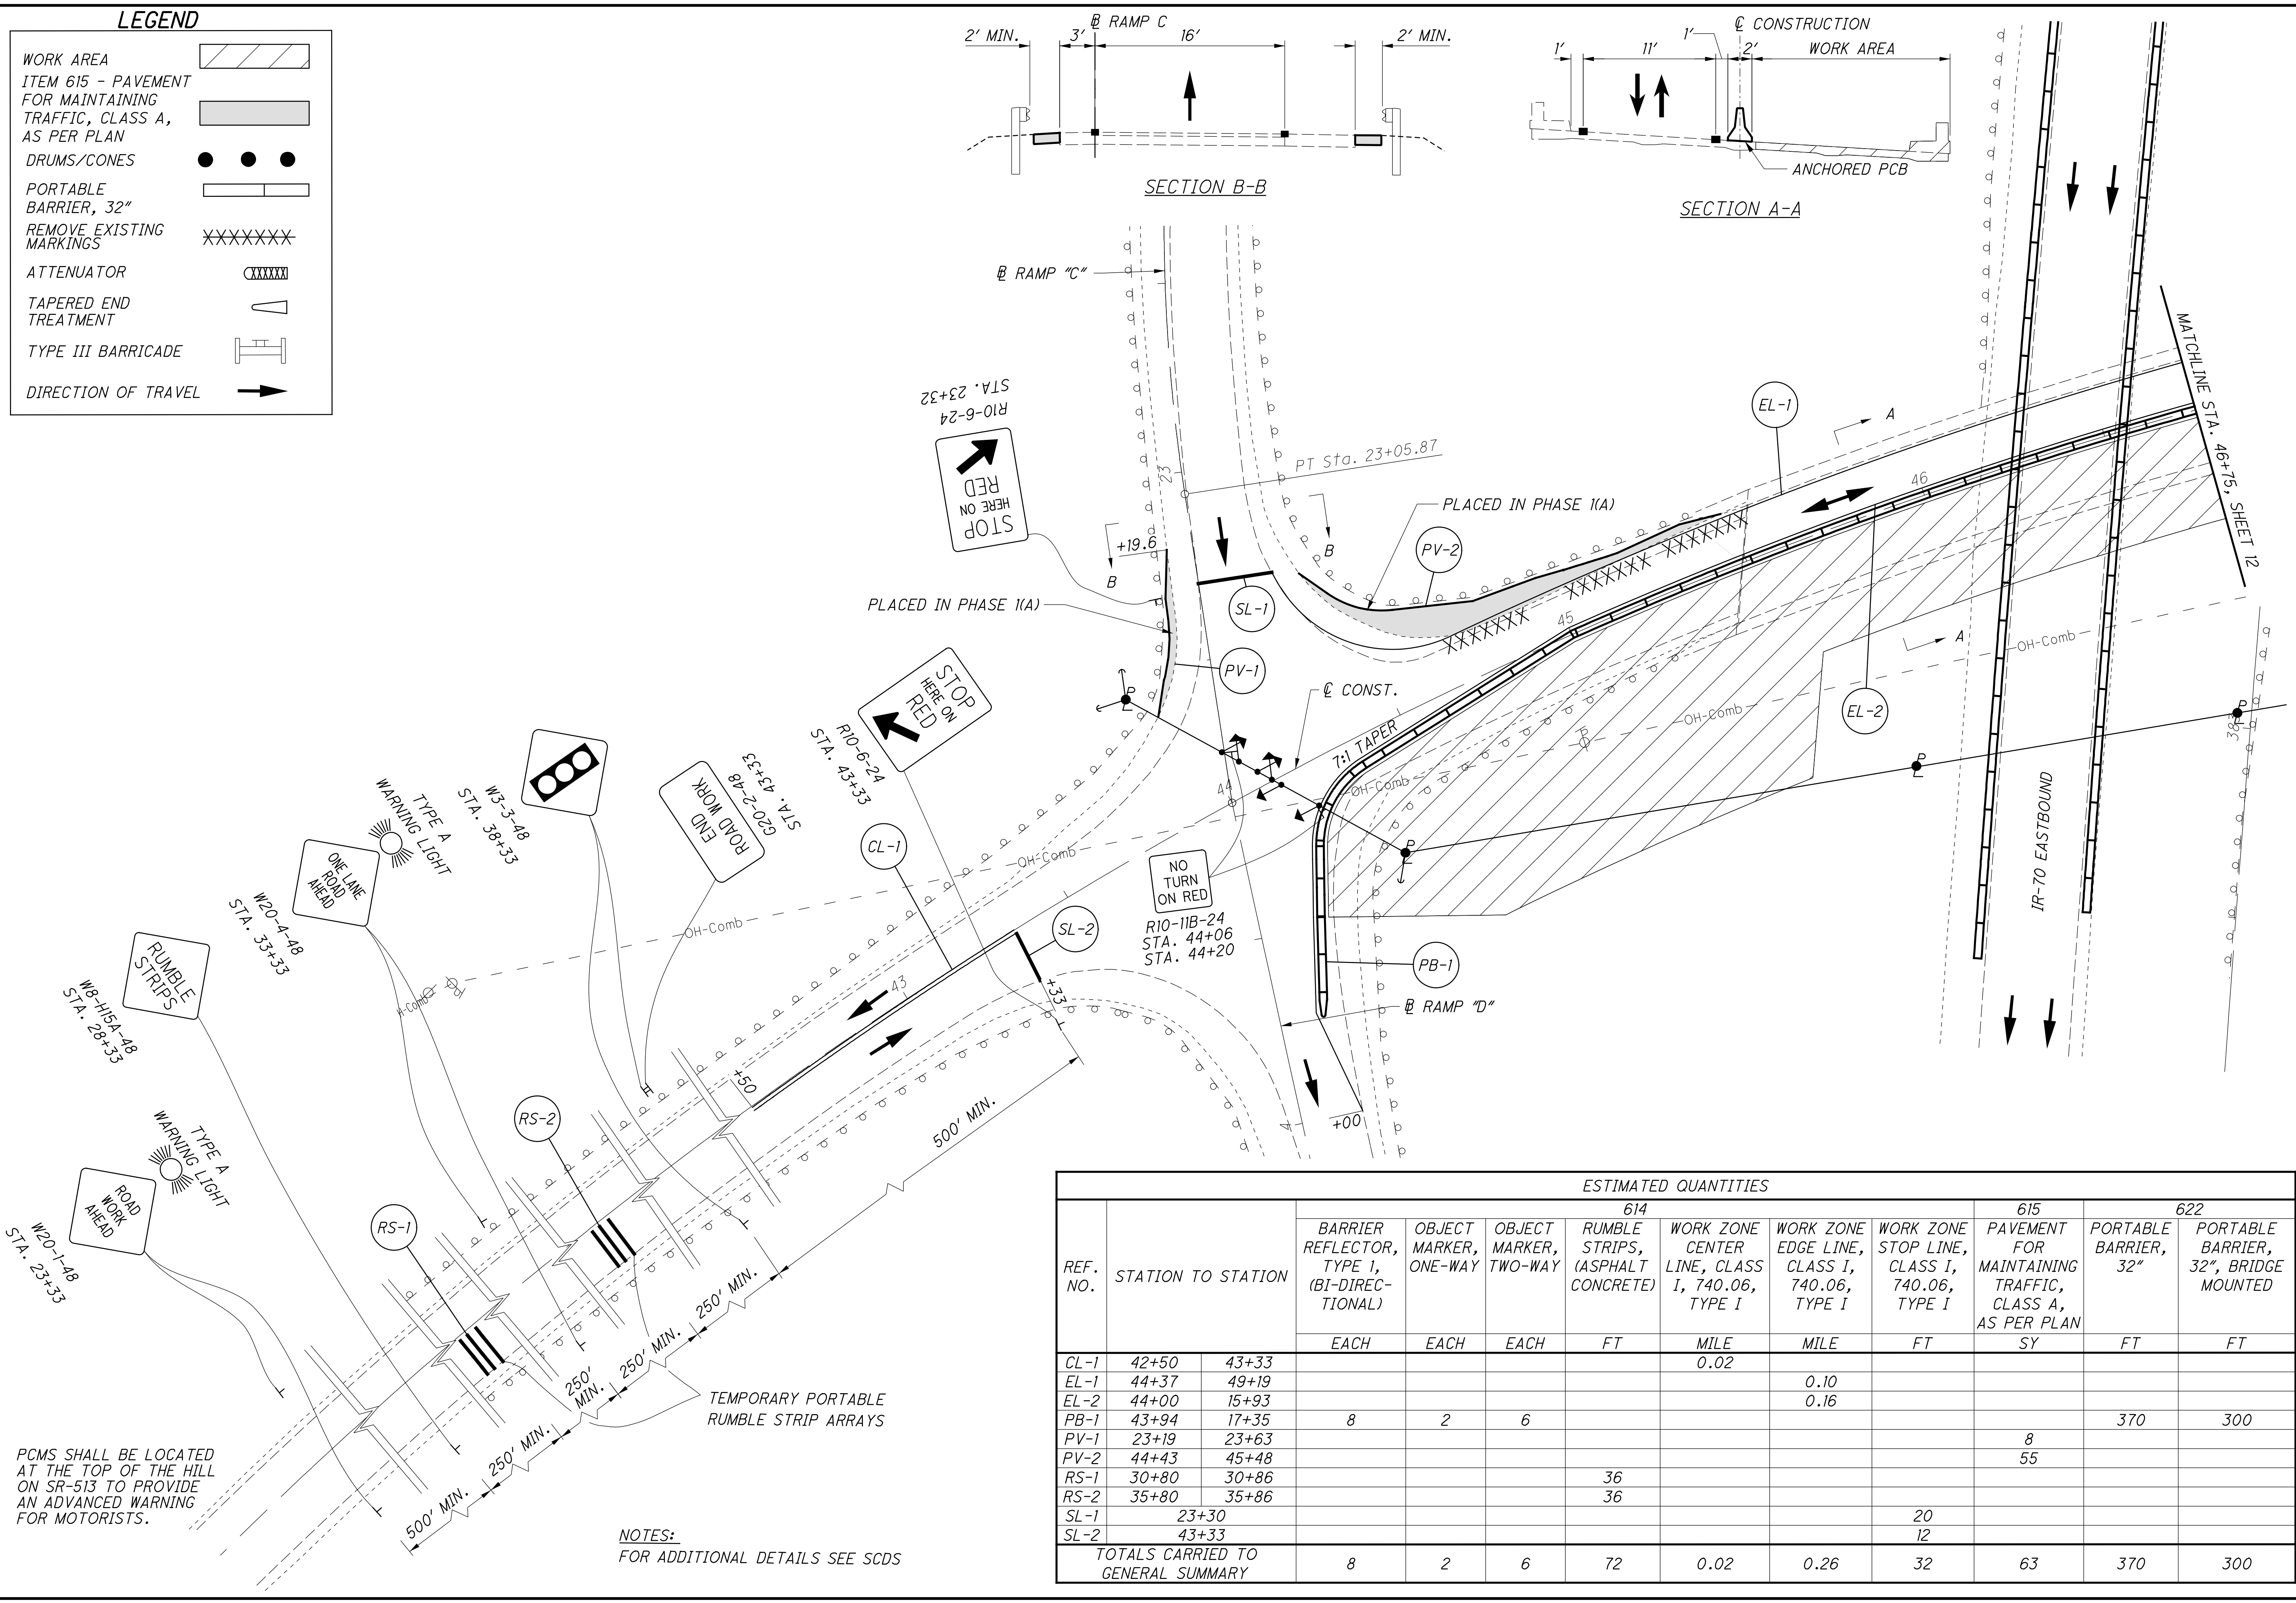 LEGEND
WORK AREA
ITEM 615 - PAVEMENT
FOR MAINTAINING
TRAFFIC, CLASS A,
AS PER PLAN
DRUMS/CONES
PORTABLE
BARRIER, 32"
REMOVE EXISTING
MARKINGS
ATTENUATOR
TAPERED END
TREATMENT
TYPE III BARRICADE
DIRECTION OF TRAVEL
2' MIN.
3'
℄ RAMP C
16'
2' MIN.
SECTION B-B
℄ CONSTRUCTION
1'
11'
1'
2'
WORK AREA
ANCHORED PCB
SECTION A-A
℄ RAMP "C"
R10-6-24
STA. 23+32
STOP
HERE ON
RED
23
PT Sta. 23+05.87
+19.6
B
B
PLACED IN PHASE 1(A)
PLACED IN PHASE 1(A)
SL-1
PV-1
PV-2
EL-1
A
A
46
45
EL-2
MATCHLINE STA. 46+75, SHEET 12
OH-Comb
OH-Comb
OH-Comb
OH-Comb
OH-Comb
H-Comb
℄ CONST.
7:1 TAPER
44
383
IR-70 EASTBOUND
STOP
HERE ON
RED
R10-6-24
STA. 43+33
END
ROAD WORK
G20-2-48
STA. 43+33
W3-3-48
STA. 38+33
TYPE A
WARNING LIGHT
ONE LANE
ROAD
AHEAD
W20-4-48
STA. 33+33
RUMBLE
STRIPS
W8-H15A-48
STA. 28+33
TYPE A
WARNING LIGHT
ROAD
WORK
AHEAD
W20-1-48
STA. 23+33
CL-1
SL-2
43
+33
+50
NO
TURN
ON RED
R10-11B-24
STA. 44+06
STA. 44+20
PB-1
℄ RAMP "D"
4
+00
RS-2
RS-1
500' MIN.
250' MIN.
250' MIN.
250'
MIN.
250' MIN.
500' MIN.
TEMPORARY PORTABLE
RUMBLE STRIP ARRAYS
PCMS SHALL BE LOCATED
AT THE TOP OF THE HILL
ON SR-513 TO PROVIDE
AN ADVANCED WARNING
FOR MOTORISTS.
NOTES:
FOR ADDITIONAL DETAILS SEE SCDS
ESTIMATED QUANTITIES
614 615 622
REF. NO. STATION TO STATION BARRIER REFLECTOR, TYPE 1, (BI-DIREC-TIONAL) OBJECT MARKER, ONE-WAY OBJECT MARKER, TWO-WAY RUMBLE STRIPS, (ASPHALT CONCRETE) WORK ZONE CENTER LINE, CLASS I, 740.06, TYPE I WORK ZONE EDGE LINE, CLASS I, 740.06, TYPE I WORK ZONE STOP LINE, CLASS I, 740.06, TYPE I PAVEMENT FOR MAINTAINING TRAFFIC, CLASS A, AS PER PLAN PORTABLE BARRIER, 32" PORTABLE BARRIER, 32", BRIDGE MOUNTED
EACH EACH EACH FT MILE MILE FT SY FT FT
CL-1 42+50 43+33 0.02
EL-1 44+37 49+19 0.10
EL-2 44+00 15+93 0.16
PB-1 43+94 17+35 8 2 6 370 300
PV-1 23+19 23+63 8
PV-2 44+43 45+48 55
RS-1 30+80 30+86 36
RS-2 35+80 35+86 36
SL-1 23+30 20
SL-2 43+33 12
TOTALS CARRIED TO GENERAL SUMMARY 8 2 6 72 0.02 0.26 32 63 370 300